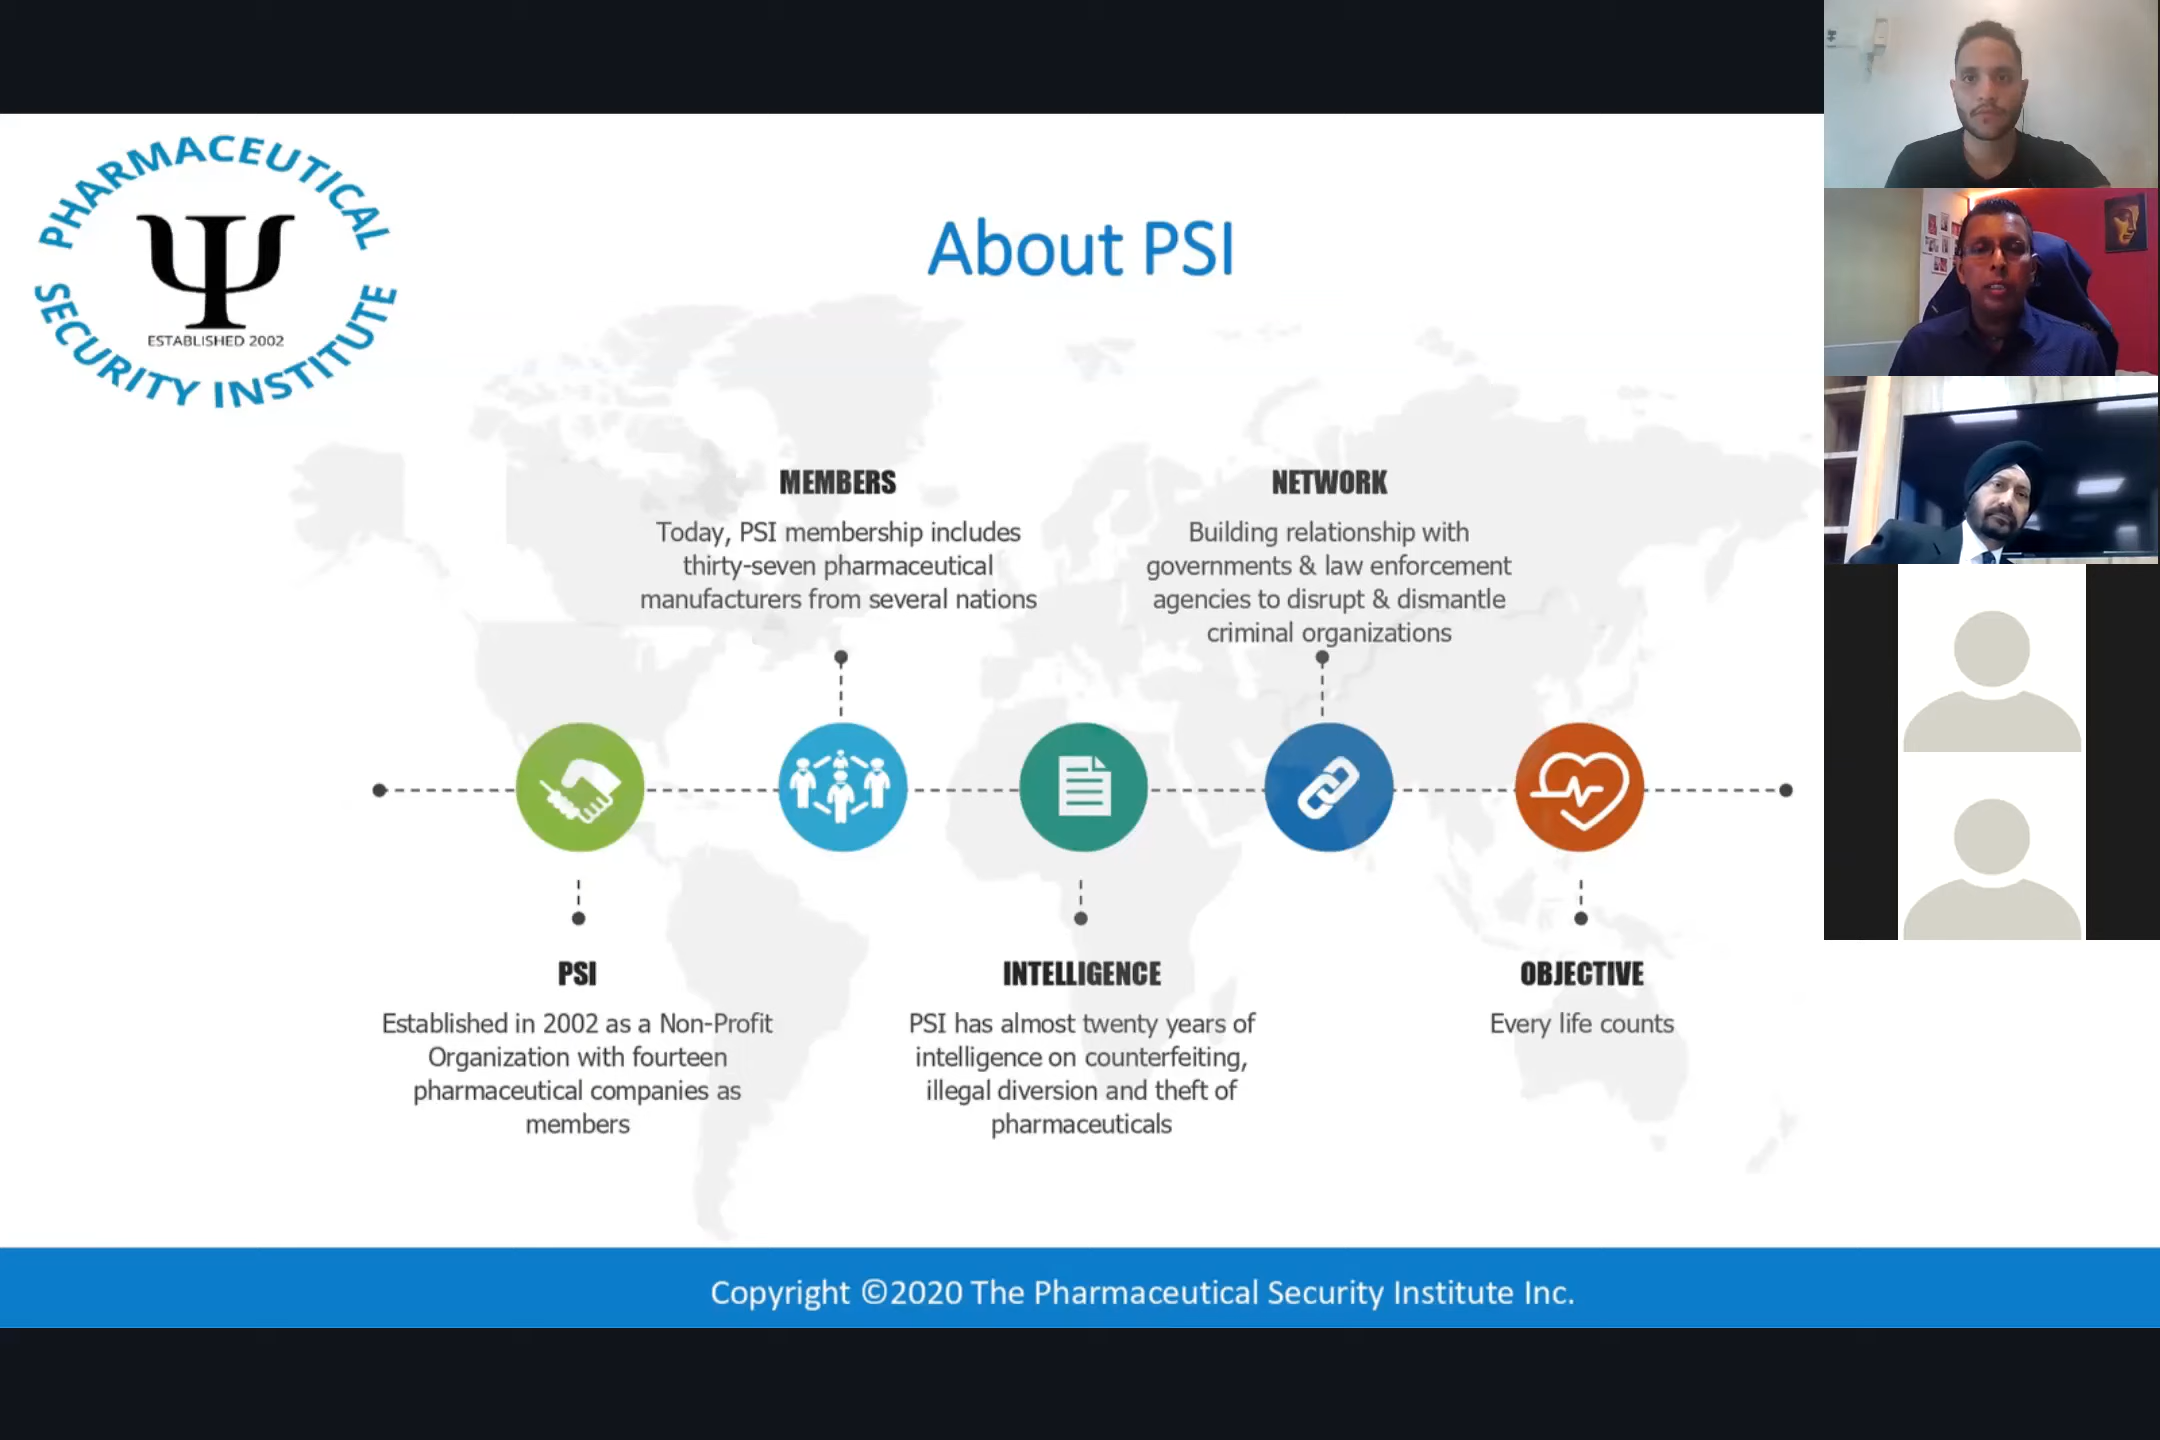 PHARMACEUTICAL
ESTABLISHED 2002
SECURITY INSTITUTE
About PSI
MEMBERS
Today, PSI membership includes
thirty-seven pharmaceutical
manufacturers from several nations
NETWORK
Building relationship with
governments & law enforcement
agencies to disrupt & dismantle
criminal organizations
PSI
Established in 2002 as a Non-Profit
Organization with fourteen
pharmaceutical companies as
members
INTELLIGENCE
PSI has almost twenty years of
intelligence on counterfeiting,
illegal diversion and theft of
pharmaceuticals
OBJECTIVE
Every life counts
Copyright ©2020 The Pharmaceutical Security Institute Inc.